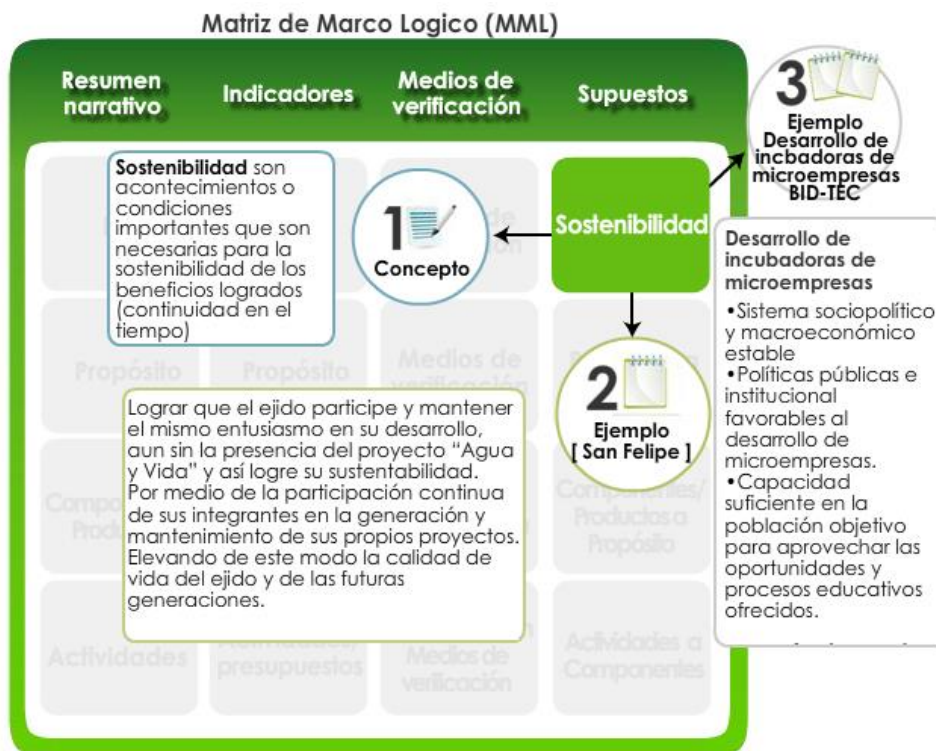 Matriz de Marco Logico (MML)
Resumen
narrativo
Indicadores
Medios de
verificación
Supuestos
3
Ejemplo
Desarrollo de
incbadoras de
microempresas
BID-TEC
Sostenibilidad son
acontecimientos o
condiciones
importantes que son
necesarias para la
sostenibilidad de los
beneficios logrados
(continuidad en el
tiempo)
1
Concepto
Sostenibilidad
Desarrollo de
incubadoras de
microempresas
•Sistema sociopolítico
y macroeconómico
estable
•Políticas públicas e
institucional
favorables al
desarrollo de
microempresas.
•Capacidad
suficiente en la
población objetivo
para aprovechar las
oportunidades y
procesos educativos
ofrecidos.
2
Ejemplo
[ San Felipe ]
Propósito
Propósito
Medios de
verificación
Lograr que el ejido participe y mantener
el mismo entusiasmo en su desarrollo,
aun sin la presencia del proyecto “Agua
y Vida” y así logre su sustentabilidad.
Por medio de la participación continua
de sus integrantes en la generación y
mantenimiento de sus propios proyectos.
Elevando de este modo la calidad de
vida del ejido y de las futuras
generaciones.
Componentes/
Productos a
Propósito
Actividades
presupuestos
Medios de
verificación
Actividades a
Componentes